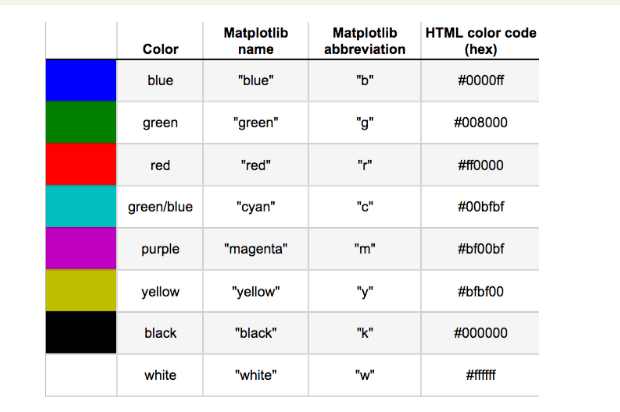 Color Matplotlib name Matplotlib abbreviation HTML color code (hex)
blue "blue" "b" #0000ff
green "green" "g" #008000
red "red" "r" #ff0000
green/blue "cyan" "c" #00bfbf
purple "magenta" "m" #bf00bf
yellow "yellow" "y" #bfbf00
black "black" "k" #000000
white "white" "w" #ffffff